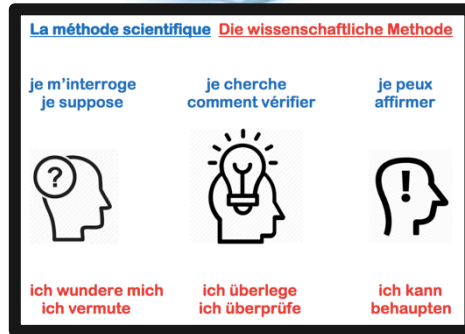 La méthode scientifique Die wissenschaftliche Methode
je m'interroge
je suppose
je cherche
comment vérifier
je peux
affirmer
?
!
ich wundere mich
ich vermute
ich überlege
ich überprüfe
ich kann
behaupten